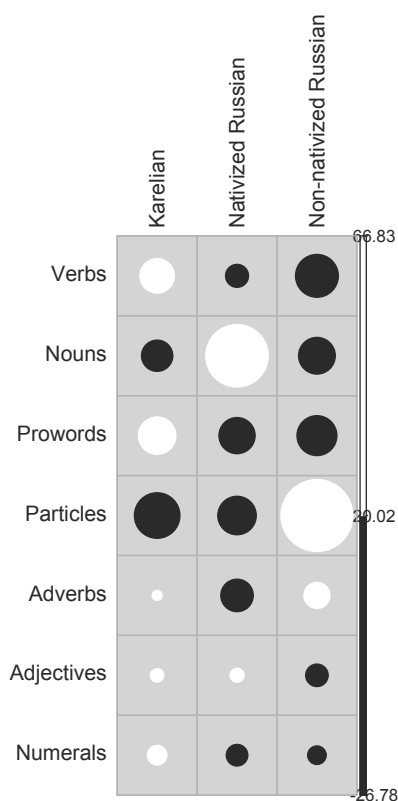 Karelian
Nativized Russian
Non-nativized Russian
66.83
Verbs
Nouns
Prowords
Particles
20.02
Adverbs
Adjectives
Numerals
-26.78